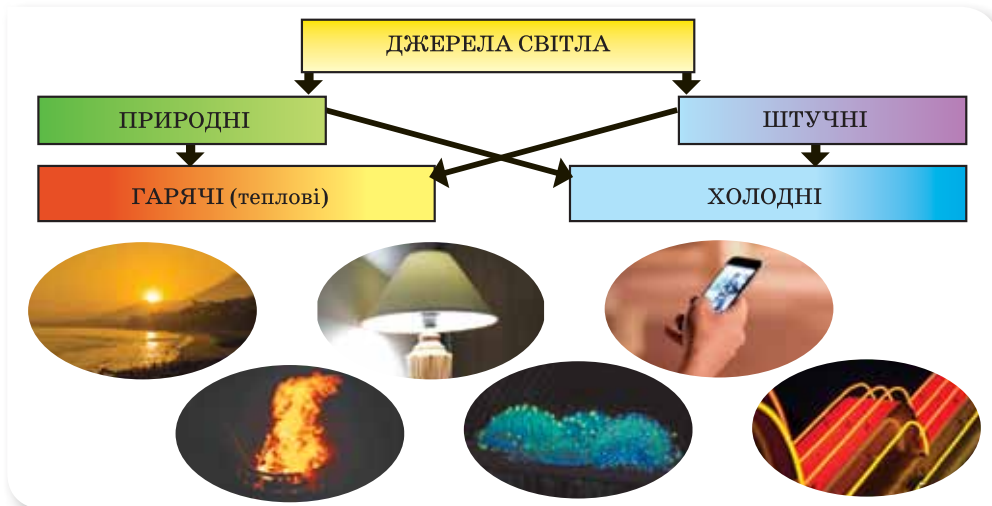 ДЖЕРЕЛА СВІТЛА
ПРИРОДНІ
ШТУЧНІ
ГАРЯЧІ (теплові)
ХОЛОДНІ